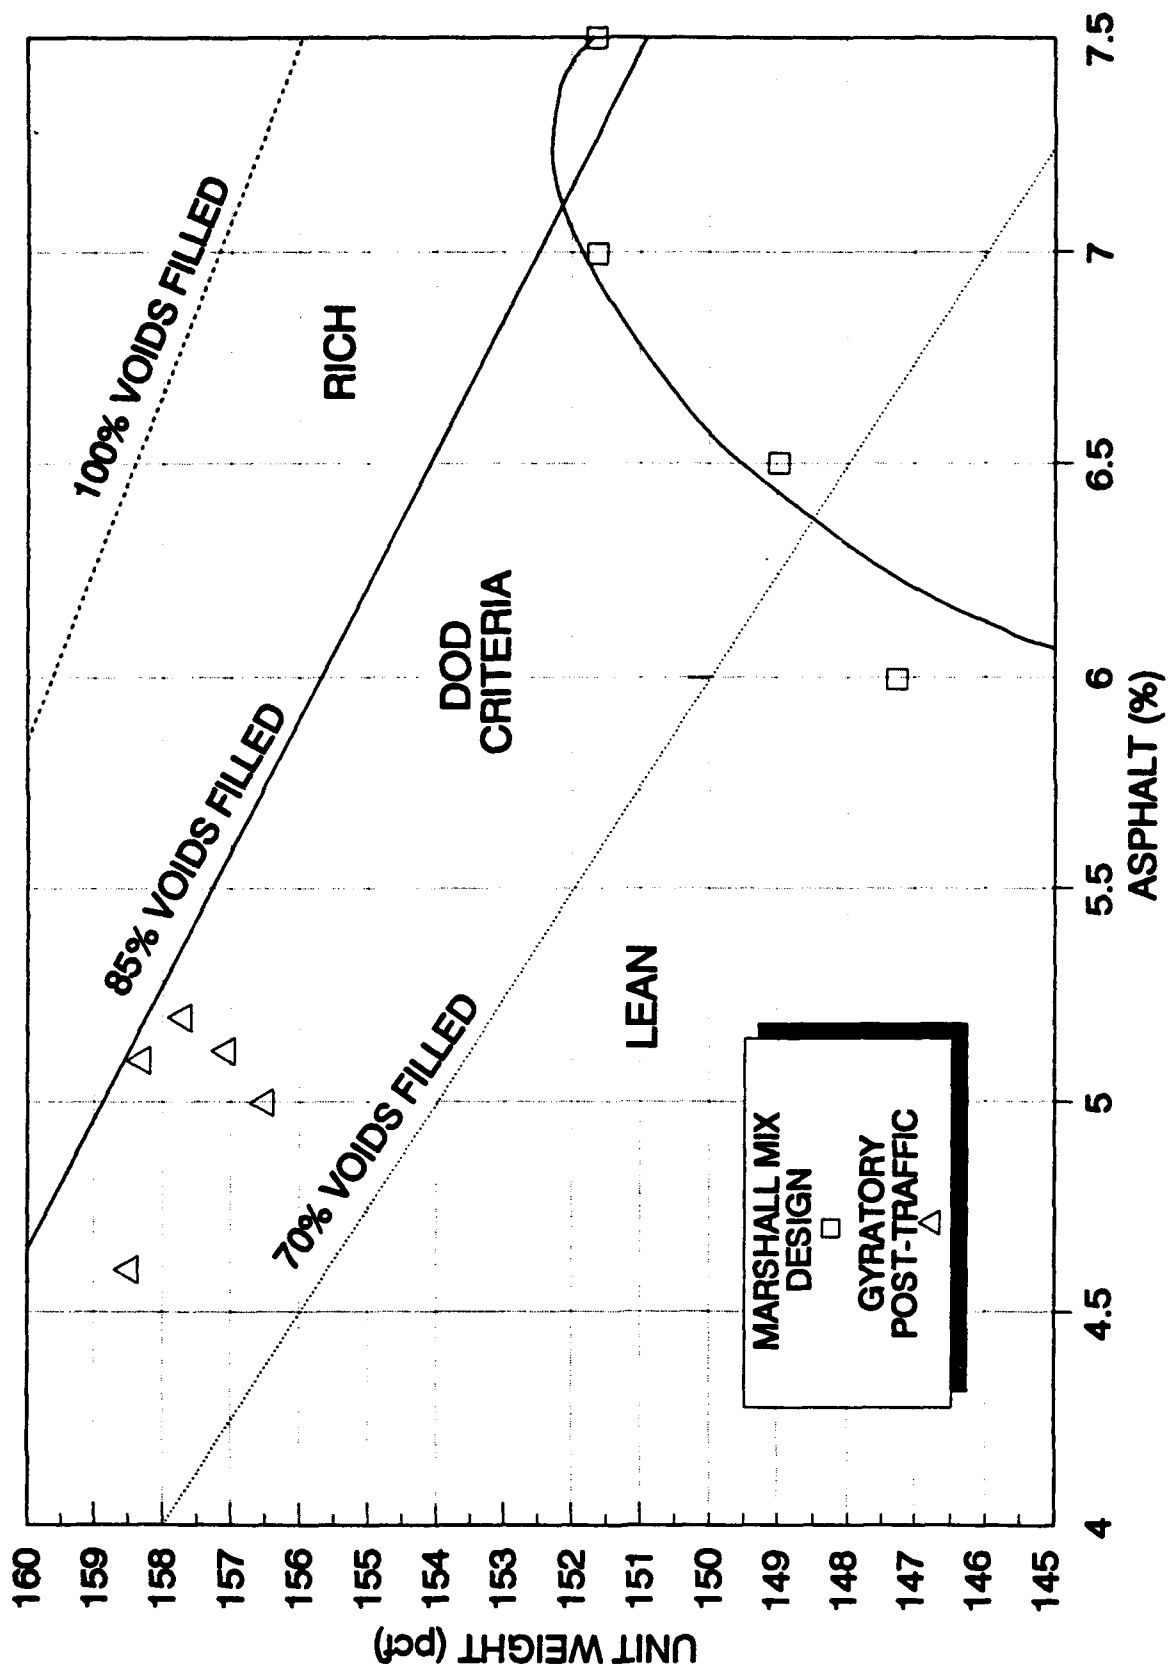 160
159
158
157
156
155
154
153
152
151
150
149
148
147
146
145
UNIT WEIGHT (pcf)
100% VOIDS FILLED
85% VOIDS FILLED
70% VOIDS FILLED
RICH
DOD
CRITERIA
LEAN
MARSHALL MIX
DESIGN
GYRATORY
POST-TRAFFIC
4
4.5
5
5.5
6
6.5
7
7.5
ASPHALT (%)